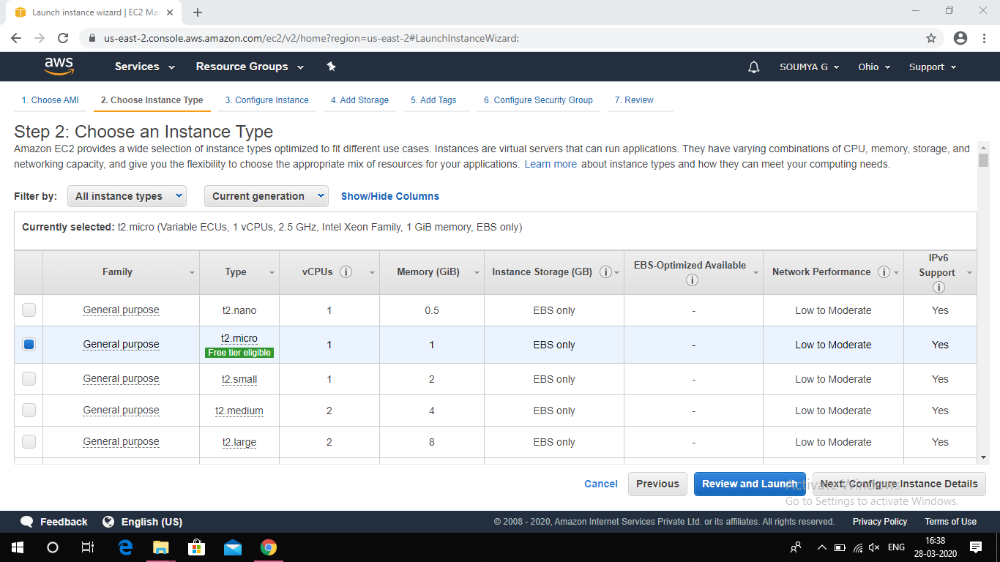 Launch instance wizard | EC2 Ma
us-east-2.console.aws.amazon.com/ec2/v2/home?region=us-east-2#LaunchInstanceWizard:
aws Services Resource Groups SOUMYA G Ohio Support
1. Choose AMI 2. Choose Instance Type 3. Configure Instance 4. Add Storage 5. Add Tags 6. Configure Security Group 7. Review
Step 2: Choose an Instance Type
Amazon EC2 provides a wide selection of instance types optimized to fit different use cases. Instances are virtual servers that can run applications. They have varying combinations of CPU, memory, storage, and
networking capacity, and give you the flexibility to choose the appropriate mix of resources for your applications. Learn more about instance types and how they can meet your computing needs.
Filter by: All instance types Current generation Show/Hide Columns
Currently selected: t2.micro (Variable ECUs, 1 vCPUs, 2.5 GHz, Intel Xeon Family, 1 GiB memory, EBS only)
Family Type vCPUs i Memory (GiB) Instance Storage (GB) i EBS-Optimized Available i Network Performance i IPv6 Support i
General purpose t2.nano 1 0.5 EBS only - Low to Moderate Yes
General purpose t2.micro 1 1 EBS only - Low to Moderate Yes
Free tier eligible
General purpose t2.small 1 2 EBS only - Low to Moderate Yes
General purpose t2.medium 2 4 EBS only - Low to Moderate Yes
General purpose t2.large 2 8 EBS only - Low to Moderate Yes
Cancel Previous Review and Launch Next: Configure Instance Details
Activate Windows
Go to Settings to activate Windows.
Feedback English (US) © 2008 - 2020, Amazon Internet Services Private Ltd. or its affiliates. All rights reserved. Privacy Policy Terms of Use
ENG 16:38
28-03-2020